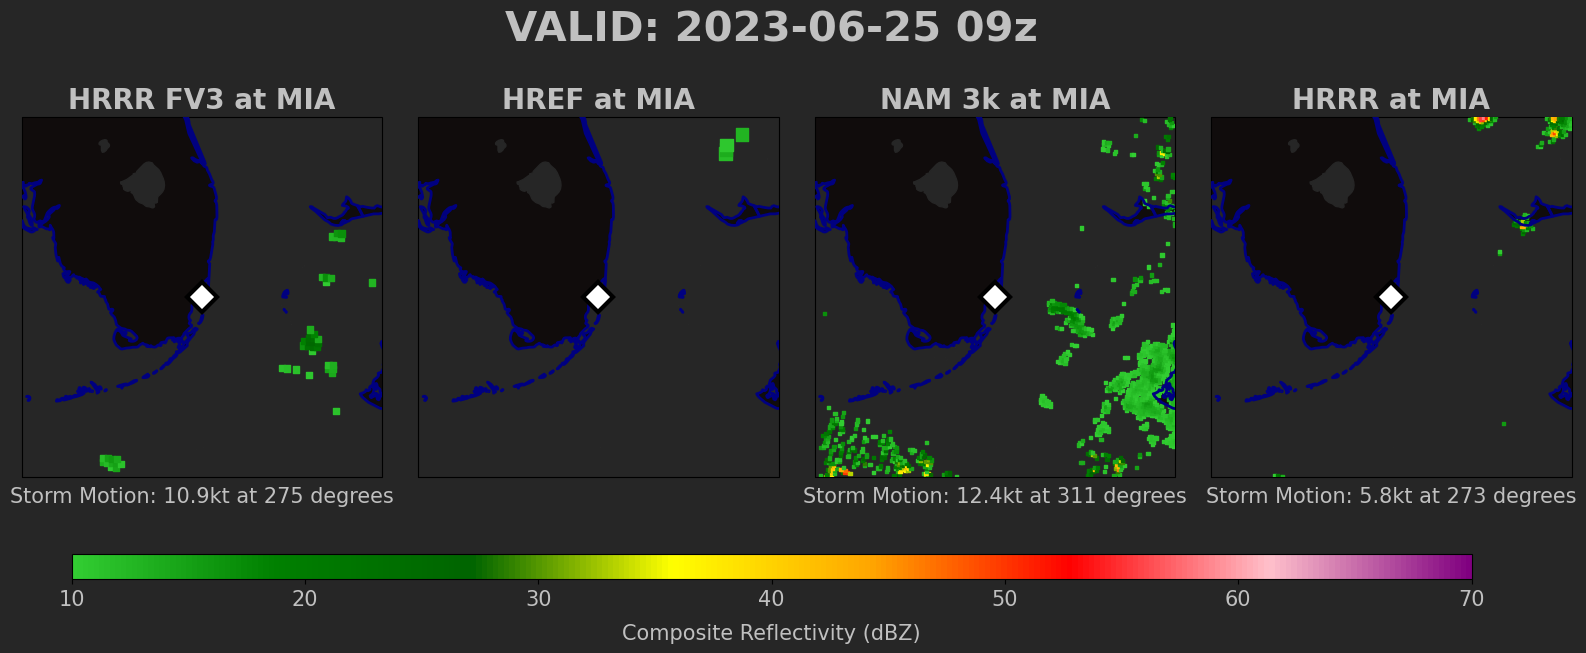 VALID: 2023-06-25 09z
HRRR FV3 at MIA
HREF at MIA
NAM 3k at MIA
HRRR at MIA
Storm Motion: 10.9kt at 275 degrees
Storm Motion: 12.4kt at 311 degrees
Storm Motion: 5.8kt at 273 degrees
10 20 30 40 50 60 70
Composite Reflectivity (dBZ)